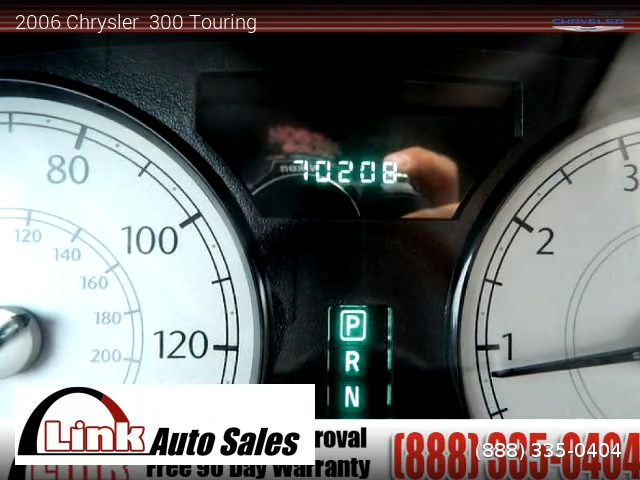 2006 Chrysler 300 Touring
CHRYSLER
70208
80
100
120
120
140
160
180
200
P
R
N
3
2
1
Link Auto Sales
roval
(888) 335-0404
(888) 335-0404
Free 90 Day Warranty